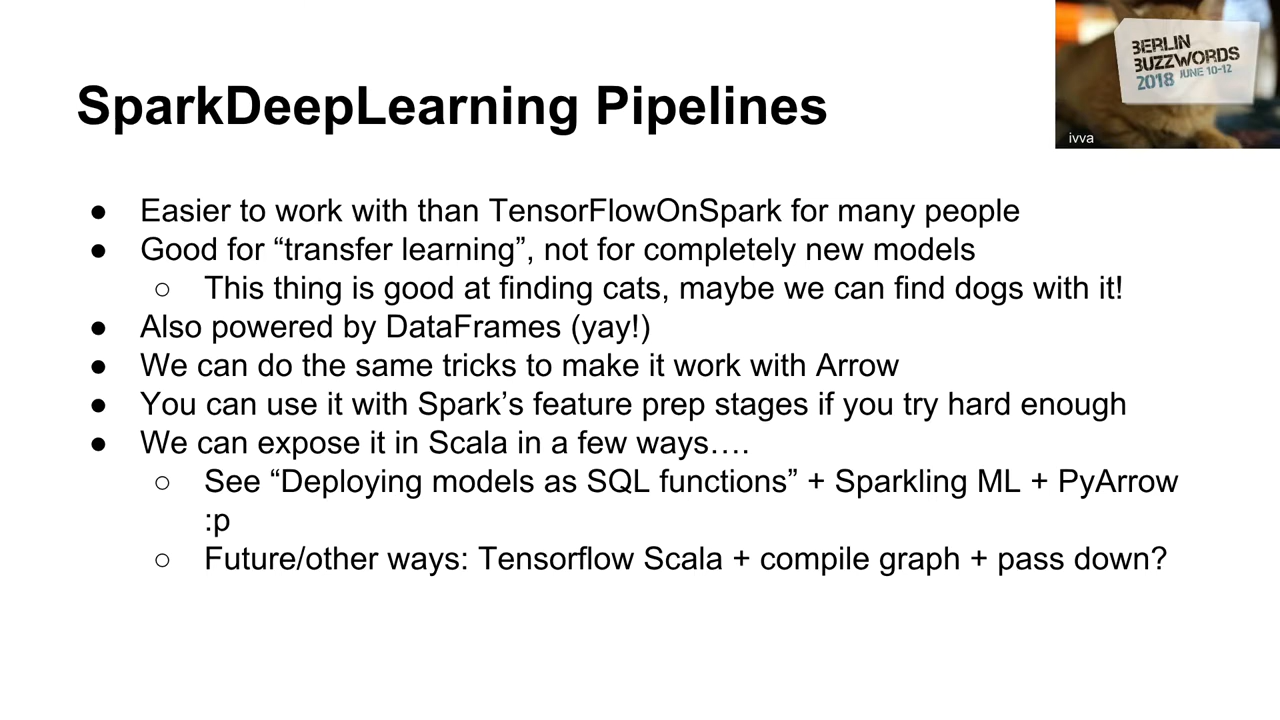 BERLIN
BUZZWORDS
2018 JUNE 10-12
ivva
SparkDeepLearning Pipelines
● Easier to work with than TensorFlowOnSpark for many people
● Good for “transfer learning”, not for completely new models
○ This thing is good at finding cats, maybe we can find dogs with it!
● Also powered by DataFrames (yay!)
● We can do the same tricks to make it work with Arrow
● You can use it with Spark’s feature prep stages if you try hard enough
● We can expose it in Scala in a few ways….
○ See “Deploying models as SQL functions” + Sparkling ML + PyArrow
:p
○ Future/other ways: Tensorflow Scala + compile graph + pass down?